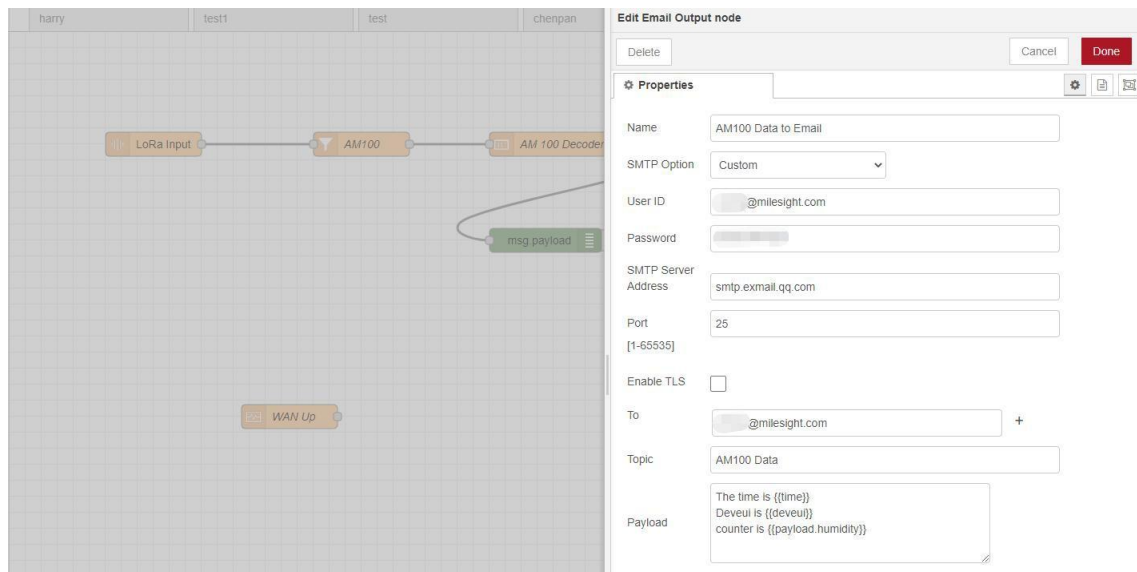 harry test1 test chenpan
LoRa Input AM100 AM 100 Decoder
msg.payload
WAN Up
Edit Email Output node
Delete Cancel Done
Properties
Name AM100 Data to Email
SMTP Option Custom
User ID @milesight.com
Password
SMTP Server
Address smtp.exmail.qq.com
Port 25
[1-65535]
Enable TLS
To @milesight.com +
Topic AM100 Data
Payload
The time is {{time}}
Deveui is {{deveui}}
counter is {{payload.humidity}}